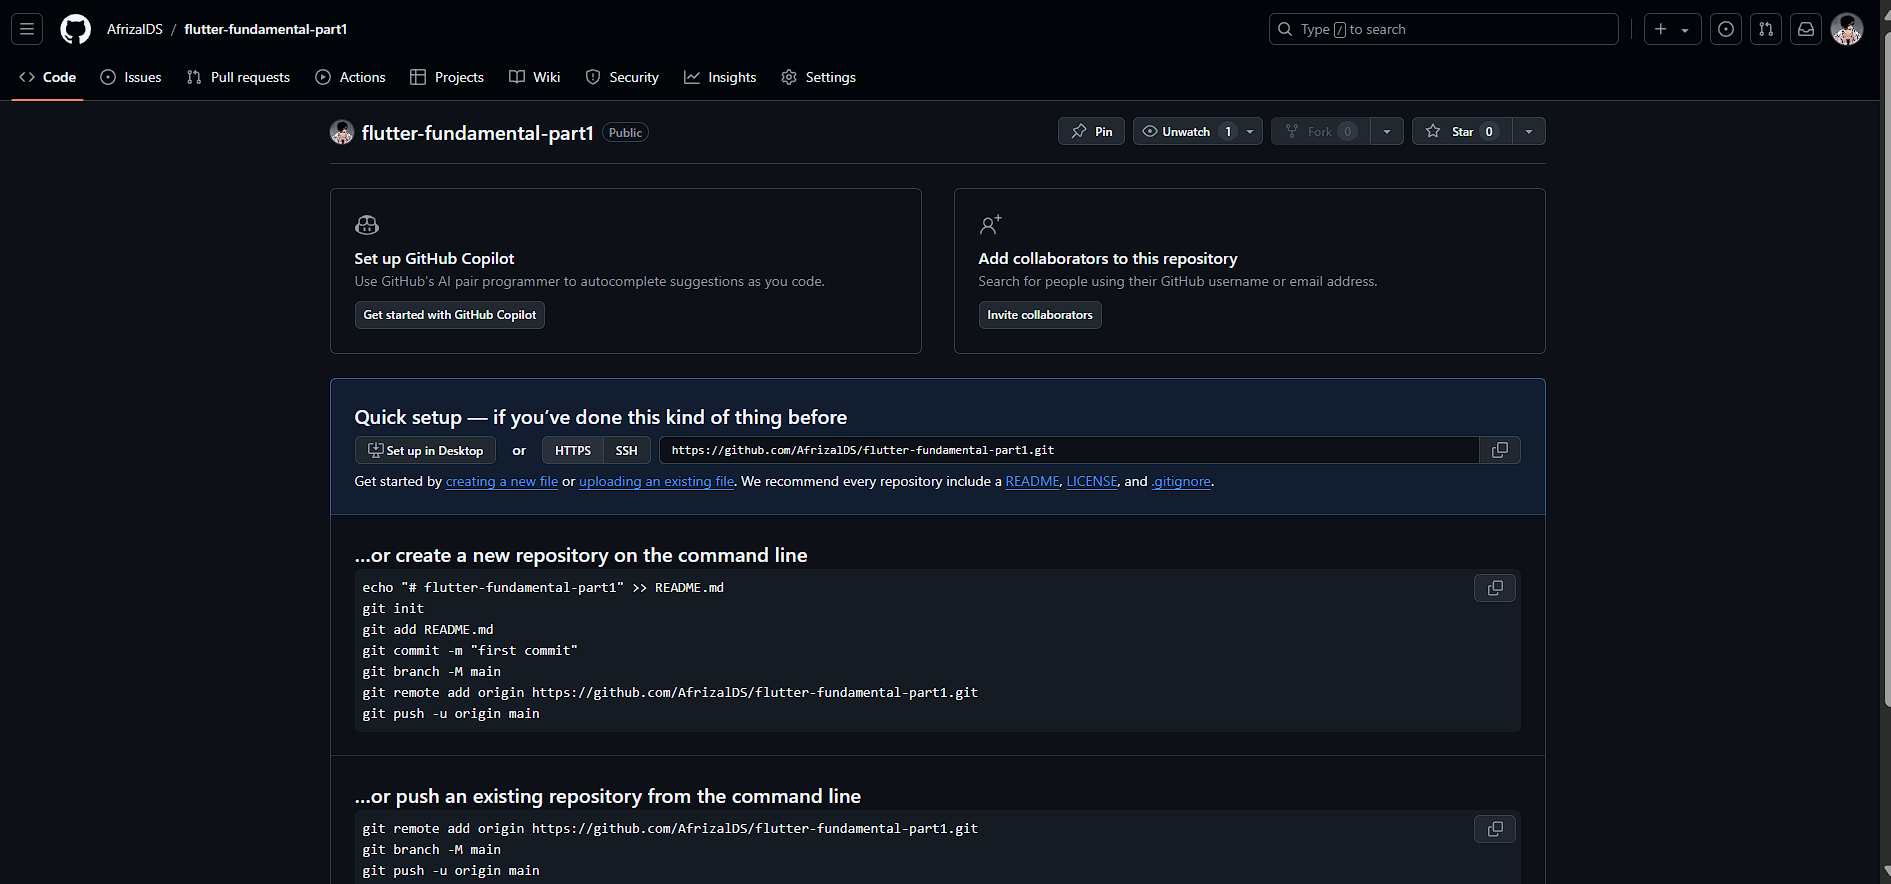 AfrizalDS / flutter-fundamental-part1
Type / to search
Code Issues Pull requests Actions Projects Wiki Security Insights Settings
flutter-fundamental-part1 Public
Pin Unwatch 1 Fork 0 Star 0
Set up GitHub Copilot
Use GitHub's AI pair programmer to autocomplete suggestions as you code.
Get started with GitHub Copilot
Add collaborators to this repository
Search for people using their GitHub username or email address.
Invite collaborators
Quick setup — if you’ve done this kind of thing before
Set up in Desktop or HTTPS SSH https://github.com/AfrizalDS/flutter-fundamental-part1.git
Get started by creating a new file or uploading an existing file. We recommend every repository include a README, LICENSE, and .gitignore.
…or create a new repository on the command line
echo "# flutter-fundamental-part1" >> README.md
git init
git add README.md
git commit -m "first commit"
git branch -M main
git remote add origin https://github.com/AfrizalDS/flutter-fundamental-part1.git
git push -u origin main
…or push an existing repository from the command line
git remote add origin https://github.com/AfrizalDS/flutter-fundamental-part1.git
git branch -M main
git push -u origin main